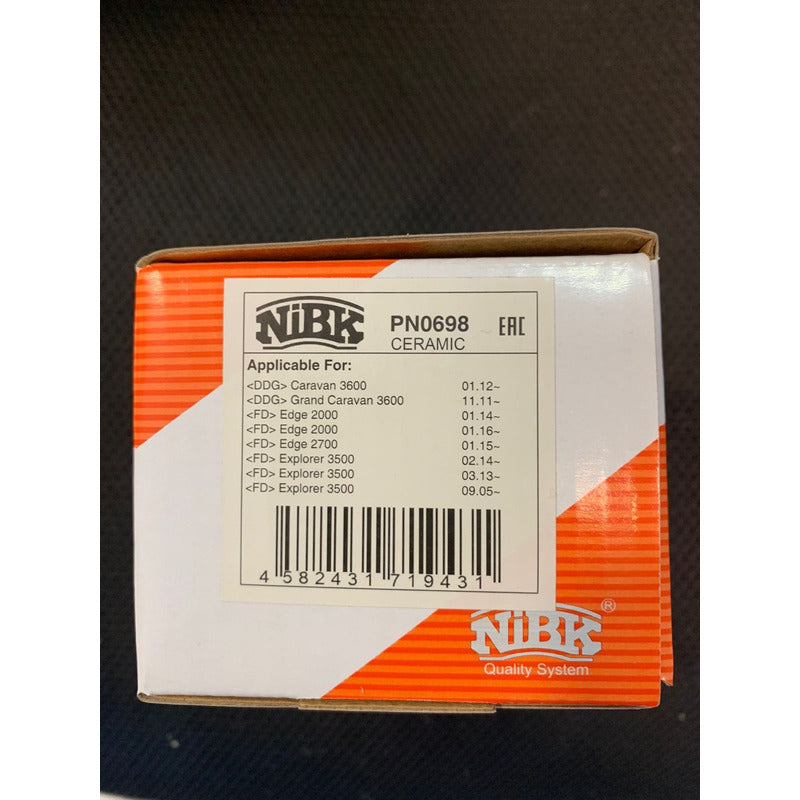 NiBK
PN0698
CERAMIC
EAC
Applicable For:
<DDG> Caravan 3600 01.12~
<DDG> Grand Caravan 3600 11.11~
<FD> Edge 2000 01.14~
<FD> Edge 2000 01.16~
<FD> Edge 2700 01.15~
<FD> Explorer 3500 02.14~
<FD> Explorer 3500 03.13~
<FD> Explorer 3500 09.05~
4 582431 719431
NiBK ®
Quality System